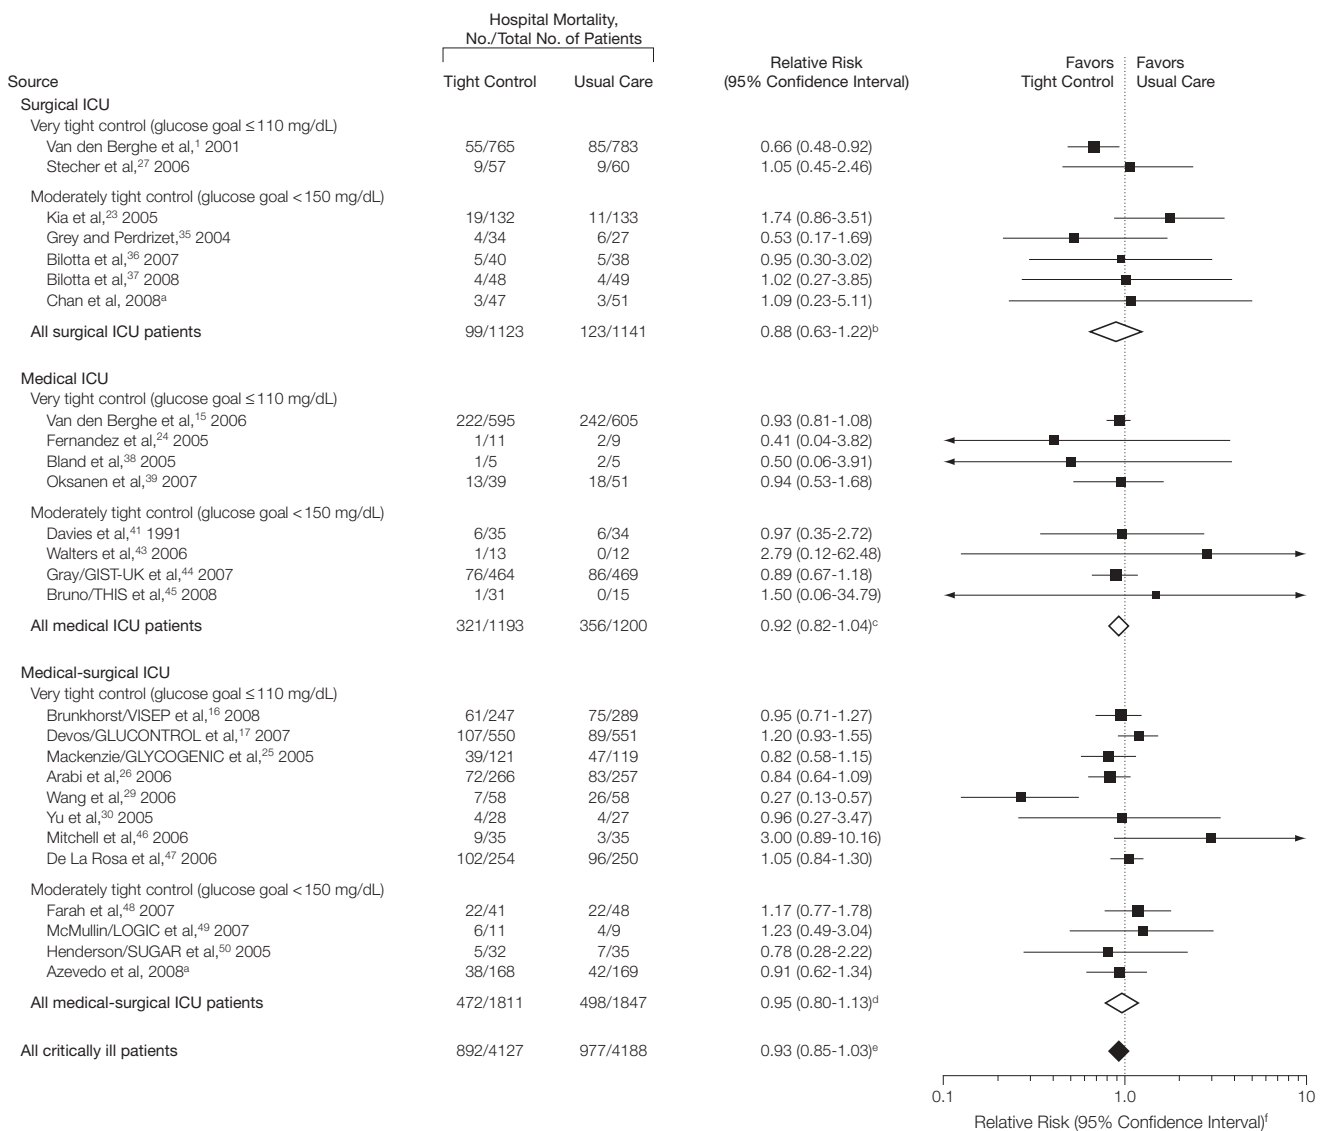 Hospital Mortality,
No./Total No. of Patients
Relative Risk Favors Favors
Source Tight Control Usual Care (95% Confidence Interval) Tight Control Usual Care
Surgical ICU
Very tight control (glucose goal ≤110 mg/dL)
Van den Berghe et al,¹ 2001 55/765 85/783 0.66 (0.48-0.92)
Stecher et al,²⁷ 2006 9/57 9/60 1.05 (0.45-2.46)
Moderately tight control (glucose goal <150 mg/dL)
Kia et al,²³ 2005 19/132 11/133 1.74 (0.86-3.51)
Grey and Perdrizet,³⁵ 2004 4/34 6/27 0.53 (0.17-1.69)
Bilotta et al,³⁶ 2007 5/40 5/38 0.95 (0.30-3.02)
Bilotta et al,³⁷ 2008 4/48 4/49 1.02 (0.27-3.85)
Chan et al, 2008ᵃ 3/47 3/51 1.09 (0.23-5.11)
All surgical ICU patients 99/1123 123/1141 0.88 (0.63-1.22)ᵇ
Medical ICU
Very tight control (glucose goal ≤110 mg/dL)
Van den Berghe et al,¹⁵ 2006 222/595 242/605 0.93 (0.81-1.08)
Fernandez et al,²⁴ 2005 1/11 2/9 0.41 (0.04-3.82)
Bland et al,³⁸ 2005 1/5 2/5 0.50 (0.06-3.91)
Oksanen et al,³⁹ 2007 13/39 18/51 0.94 (0.53-1.68)
Moderately tight control (glucose goal <150 mg/dL)
Davies et al,⁴¹ 1991 6/35 6/34 0.97 (0.35-2.72)
Walters et al,⁴³ 2006 1/13 0/12 2.79 (0.12-62.48)
Gray/GIST-UK et al,⁴⁴ 2007 76/464 86/469 0.89 (0.67-1.18)
Bruno/THIS et al,⁴⁵ 2008 1/31 0/15 1.50 (0.06-34.79)
All medical ICU patients 321/1193 356/1200 0.92 (0.82-1.04)ᶜ
Medical-surgical ICU
Very tight control (glucose goal ≤110 mg/dL)
Brunkhorst/VISEP et al,¹⁶ 2008 61/247 75/289 0.95 (0.71-1.27)
Devos/GLUCONTROL et al,¹⁷ 2007 107/550 89/551 1.20 (0.93-1.55)
Mackenzie/GLYCOGENIC et al,²⁵ 2005 39/121 47/119 0.82 (0.58-1.15)
Arabi et al,²⁶ 2006 72/266 83/257 0.84 (0.64-1.09)
Wang et al,²⁹ 2006 7/58 26/58 0.27 (0.13-0.57)
Yu et al,³⁰ 2005 4/28 4/27 0.96 (0.27-3.47)
Mitchell et al,⁴⁶ 2006 9/35 3/35 3.00 (0.89-10.16)
De La Rosa et al,⁴⁷ 2006 102/254 96/250 1.05 (0.84-1.30)
Moderately tight control (glucose goal <150 mg/dL)
Farah et al,⁴⁸ 2007 22/41 22/48 1.17 (0.77-1.78)
McMullin/LOGIC et al,⁴⁹ 2007 6/11 4/9 1.23 (0.49-3.04)
Henderson/SUGAR et al,⁵⁰ 2005 5/32 7/35 0.78 (0.28-2.22)
Azevedo et al, 2008ᵃ 38/168 42/169 0.91 (0.62-1.34)
All medical-surgical ICU patients 472/1811 498/1847 0.95 (0.80-1.13)ᵈ
All critically ill patients 892/4127 977/4188 0.93 (0.85-1.03)ᵉ
0.1 1.0 10
Relative Risk (95% Confidence Interval)ᶠ